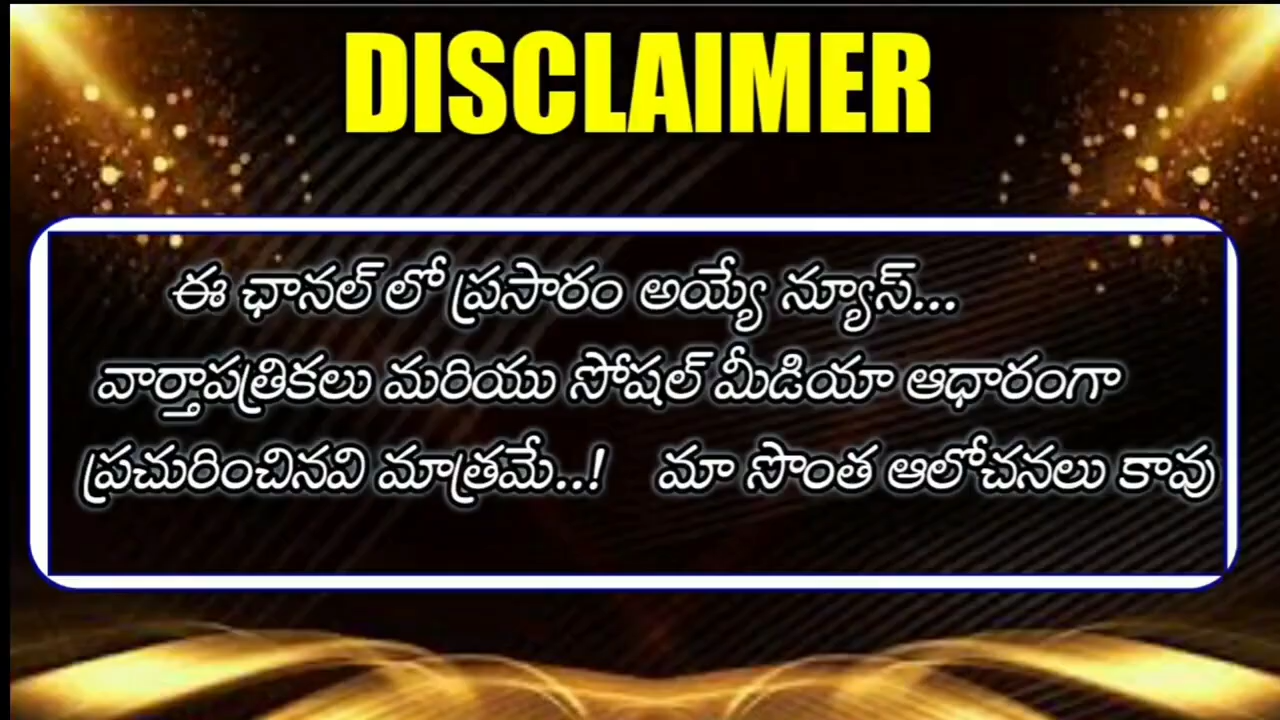 DISCLAIMER
ఈ ఛానల్ లో ప్రసారం అయ్యే న్యూస్...
వార్తాపత్రికలు మరియు సోషల్ మీడియా ఆధారంగా
ప్రచురించినవి మాత్రమే..! మా సొంత ఆలోచనలు కావు